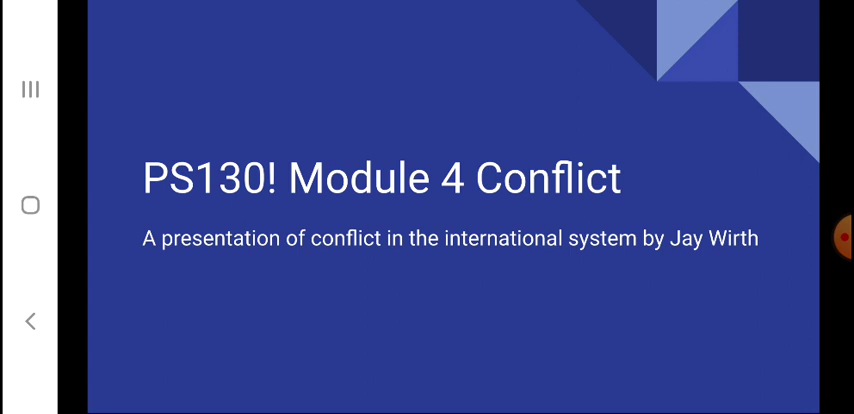 PS130! Module 4 Conflict
A presentation of conflict in the international system by Jay Wirth